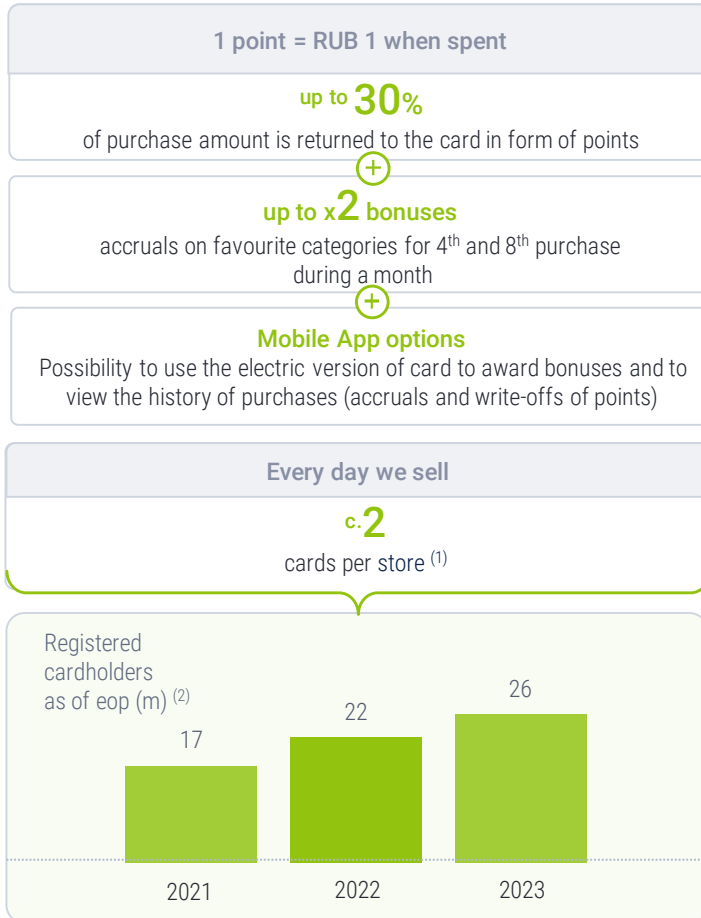 1 point = RUB 1 when spent
up to 30%
of purchase amount is returned to the card in form of points
+
up to x2 bonuses
accruals on favourite categories for 4th and 8th purchase
during a month
+
Mobile App options
Possibility to use the electric version of card to award bonuses and to
view the history of purchases (accruals and write-offs of points)
Every day we sell
c.2
cards per store (1)
Registered
cardholders
as of eop (m) (2)
17
22
26
2021
2022
2023